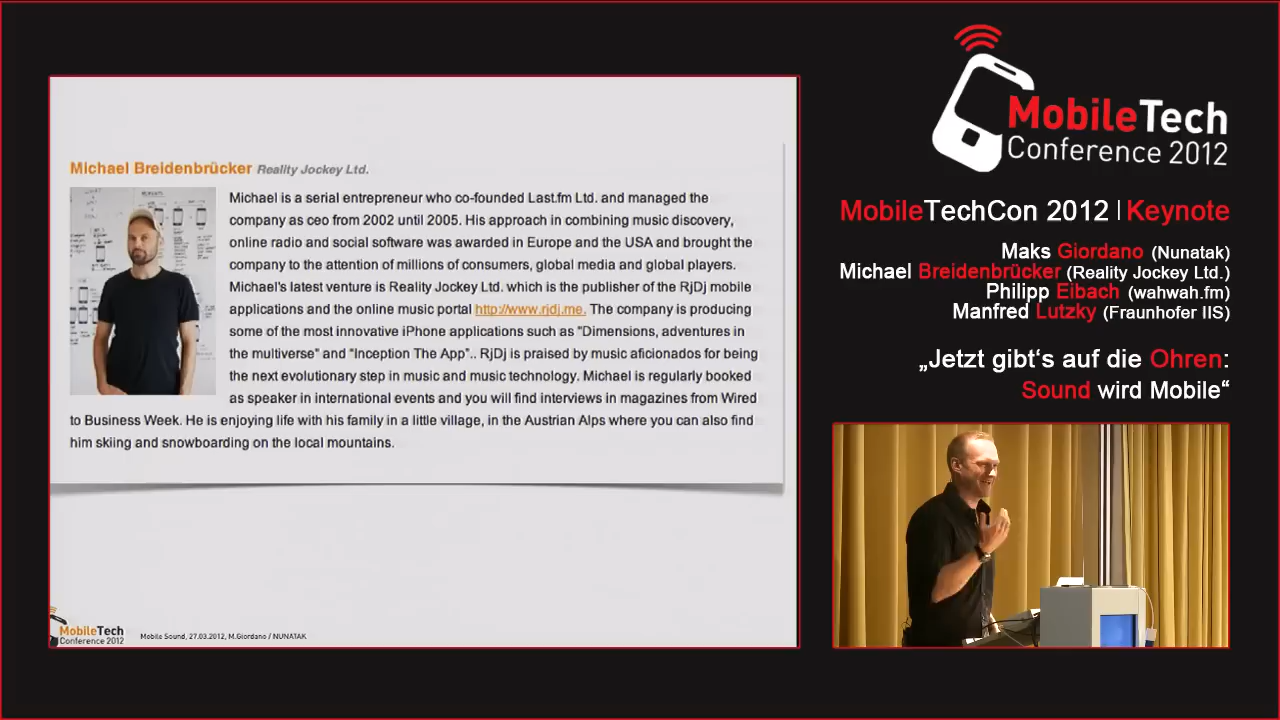 Michael Breidenbrücker Reality Jockey Ltd.
Michael is a serial entrepreneur who co-founded Last.fm Ltd. and managed the
company as ceo from 2002 until 2005. His approach in combining music discovery,
online radio and social software was awarded in Europe and the USA and brought the
company to the attention of millions of consumers, global media and global players.
Michael's latest venture is Reality Jockey Ltd. which is the publisher of the RjDj mobile
applications and the online music portal http://www.rjdj.me. The company is producing
some of the most innovative iPhone applications such as "Dimensions, adventures in
the multiverse" and "Inception The App".. RjDj is praised by music aficionados for being
the next evolutionary step in music and music technology. Michael is regularly booked
as speaker in international events and you will find interviews in magazines from Wired
to Business Week. He is enjoying life with his family in a little village, in the Austrian Alps where you can also find
him skiing and snowboarding on the local mountains.
MobileTech
Conference 2012
Mobile Sound, 27.03.2012, M.Giordano / NUNATAK
MobileTech
Conference 2012
MobileTechCon 2012 | Keynote
Maks Giordano (Nunatak)
Michael Breidenbrücker (Reality Jockey Ltd.)
Philipp Eibach (wahwah.fm)
Manfred Lutzky (Fraunhofer IIS)
„Jetzt gibt's auf die Ohren:
Sound wird Mobile“